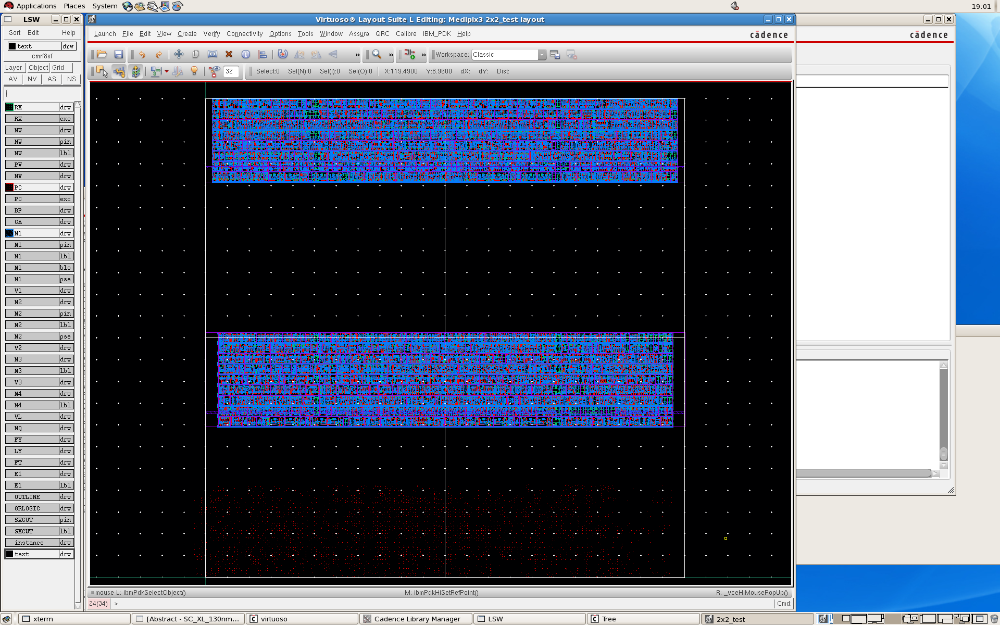 Applications Places System 19:01
LSW
Virtuoso® Layout Suite L Editing: Medipix3 2x2_test layout
Sort Edit Help
Launch File Edit View Create Verify Connectivity Options Tools Window Assura QRC Calibre IBM_PDK Help
cādence
cādence
text drw
cmrf8sf
Workspace: Classic
Layer Object Grid
AV NV AS NS
32 Select:0 Sel(N):0 Sel(I):0 Sel(O):0 X:119.4900 Y:8.9600 dX: dY: Dist:
RX drw
RX exc
NW drw
NW pin
NW lbl
PV drw
NV drw
PC drw
PC exc
BP drw
CA drw
M1 drw
M1 pin
M1 lbl
M1 blo
M1 pse
V1 drw
M2 drw
M2 pin
M2 lbl
M2 pse
V2 drw
M3 drw
M3 lbl
V3 drw
M4 drw
M4 lbl
VL drw
MQ drw
FY drw
LY drw
FT drw
E1 drw
E1 lbl
OUTLINE drw
GRLOGIC drw
SXCUT pin
SXCUT lbl
instance drw
text drw
mouse L: ibmPdkSelectObject() M: ibmPdkHiSetRefPoint() R: _vceHiMousePopUp()
24(34) > Cmd:
xterm [Abstract - SC_XL_130nm... virtuoso Cadence Library Manager LSW Tree 2x2_test